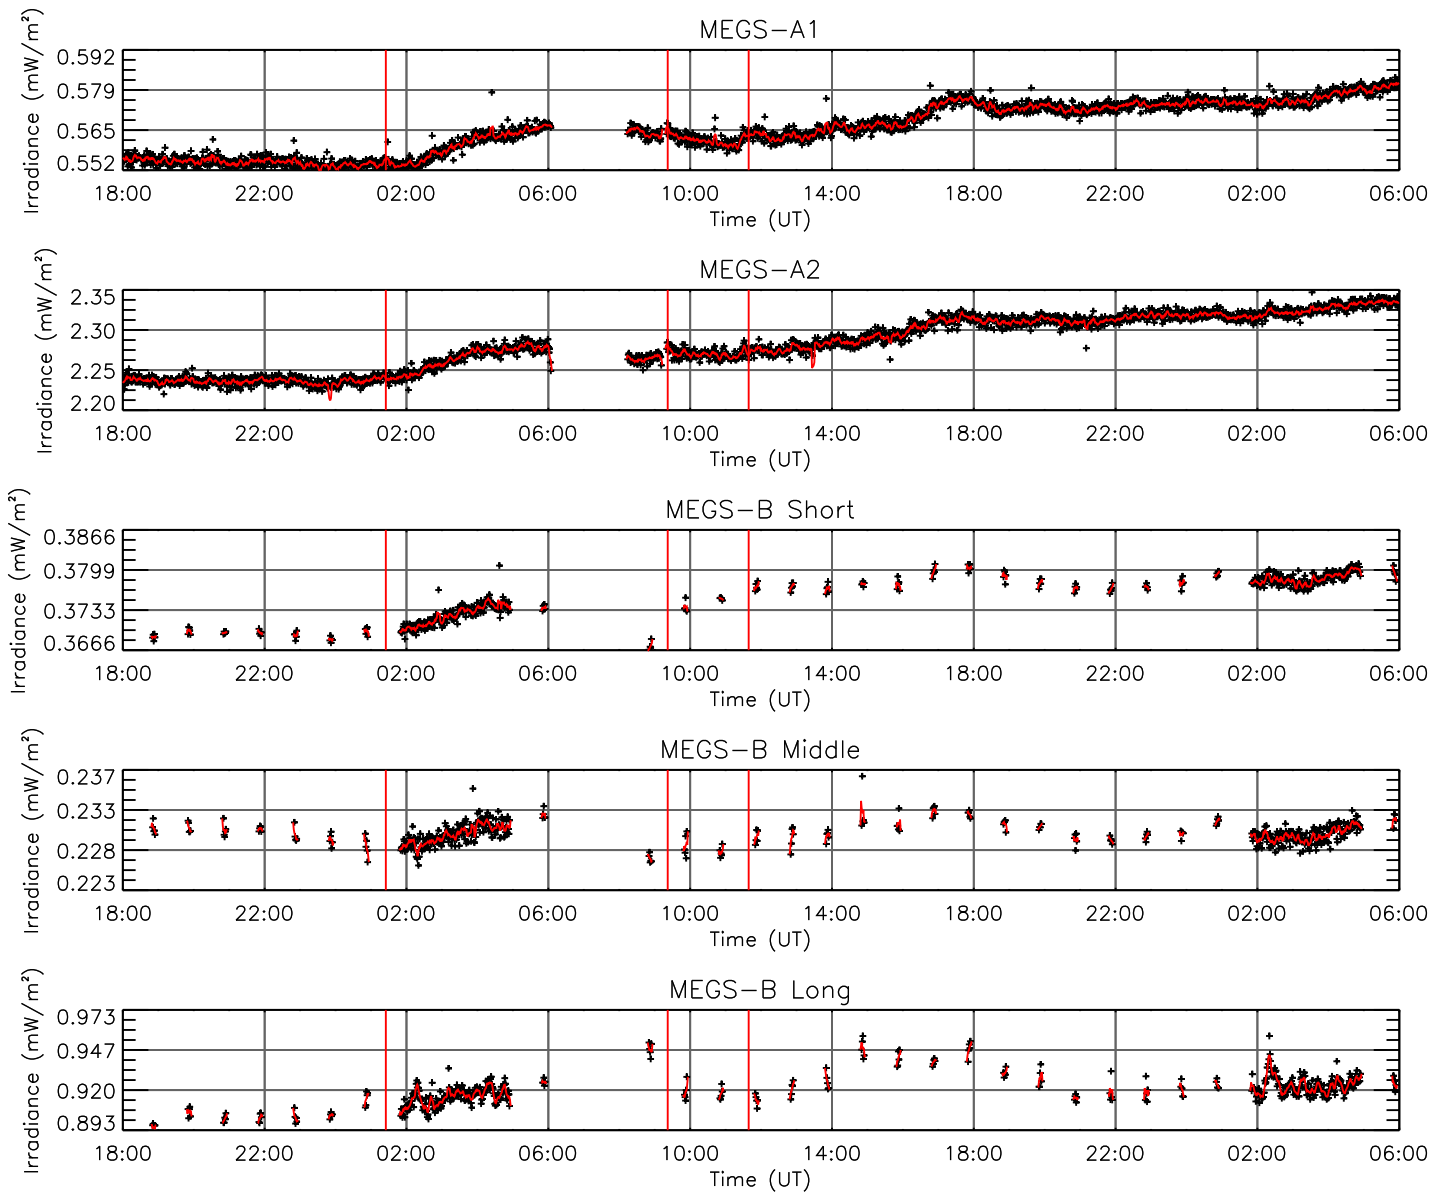 MEGS-A1
Irradiance (mW/m²)
0.592
0.579
0.565
0.552
18:00 22:00 02:00 06:00 10:00 14:00 18:00 22:00 02:00 06:00
Time (UT)
MEGS-A2
Irradiance (mW/m²)
2.35
2.30
2.25
2.20
18:00 22:00 02:00 06:00 10:00 14:00 18:00 22:00 02:00 06:00
Time (UT)
MEGS-B Short
Irradiance (mW/m²)
0.3866
0.3799
0.3733
0.3666
18:00 22:00 02:00 06:00 10:00 14:00 18:00 22:00 02:00 06:00
Time (UT)
MEGS-B Middle
Irradiance (mW/m²)
0.237
0.233
0.228
0.223
18:00 22:00 02:00 06:00 10:00 14:00 18:00 22:00 02:00 06:00
Time (UT)
MEGS-B Long
Irradiance (mW/m²)
0.973
0.947
0.920
0.893
18:00 22:00 02:00 06:00 10:00 14:00 18:00 22:00 02:00 06:00
Time (UT)